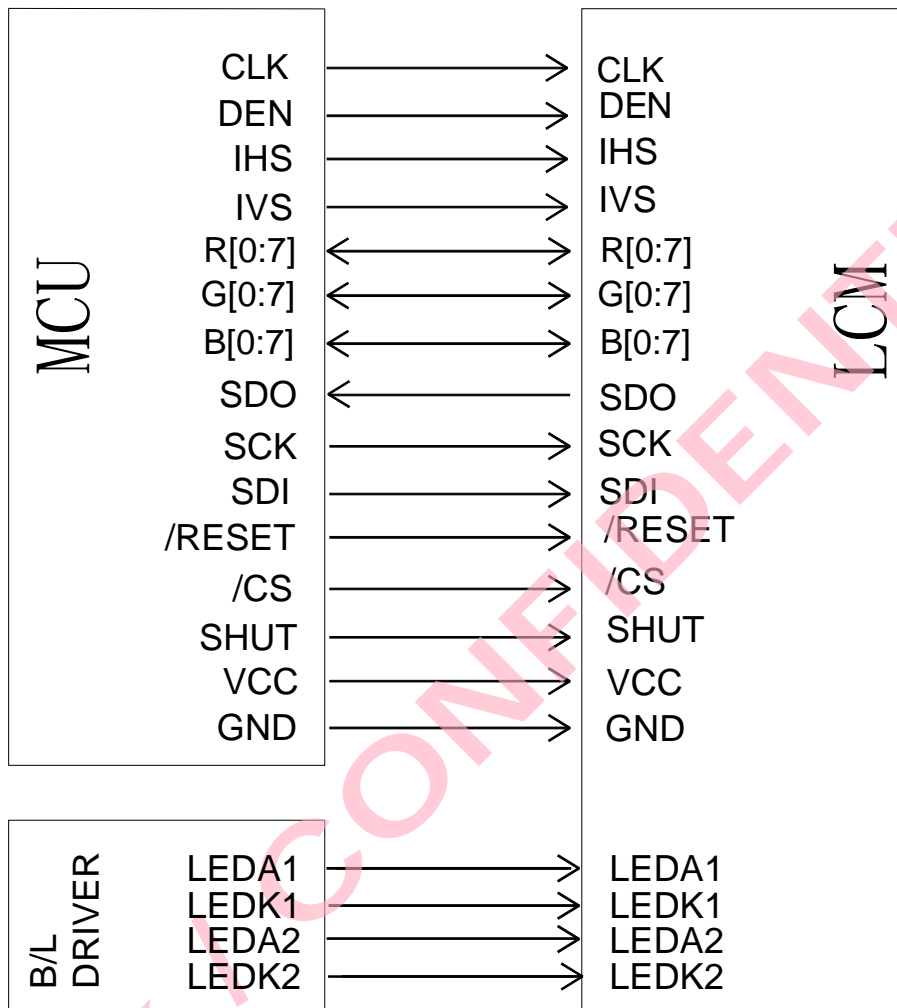 MCU
CLK CLK
DEN DEN
IHS IHS
IVS IVS
R[0:7] R[0:7]
G[0:7] G[0:7]
B[0:7] B[0:7]
SDO SDO
SCK SCK
SDI SDI
/RESET /RESET
/CS /CS
SHUT SHUT
VCC VCC
GND GND
LCM
B/L
DRIVER
LEDA1 LEDA1
LEDK1 LEDK1
LEDA2 LEDA2
LEDK2 LEDK2
/ CONFIDENT